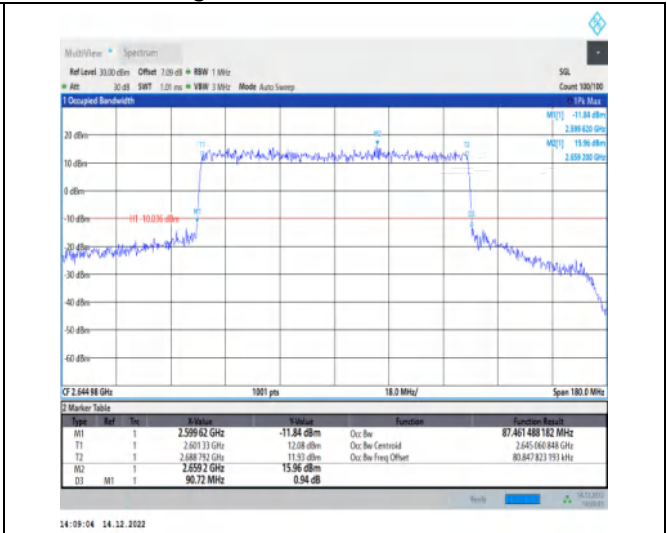 MultiView Spectrum
Ref Level 30.00 dBm Offset 7.09 dB RBW 1 MHz SGL
Att 30 dB SWT 1.01 ms VBW 3 MHz Mode Auto Sweep Count 100/100
1 Occupied Bandwidth 1Pk Max
M1[1] -11.84 dBm
2.599 620 GHz
M2[1] 15.96 dBm
2.659 200 GHz
20 dBm
M2
T1 T2
10 dBm
0 dBm
-10 dBm H1 -10.036 dBm M1 D3
-20 dBm
-30 dBm
-40 dBm
-50 dBm
-60 dBm
CF 2.644 98 GHz 1001 pts 18.0 MHz/ Span 180.0 MHz
2 Marker Table
Type Ref Trc X-Value Y-Value Function Function Result
M1 1 2.599 62 GHz -11.84 dBm Occ Bw 87.461 488 182 MHz
T1 1 2.601 33 GHz 12.08 dBm Occ Bw Centroid 2.645 060 848 GHz
T2 1 2.688 792 GHz 11.93 dBm Occ Bw Freq Offset 80.847 823 193 kHz
M2 1 2.659 2 GHz 15.96 dBm
D3 M1 1 90.72 MHz 0.94 dB
Ready 14.12.2022
14:09:04 14.12.2022